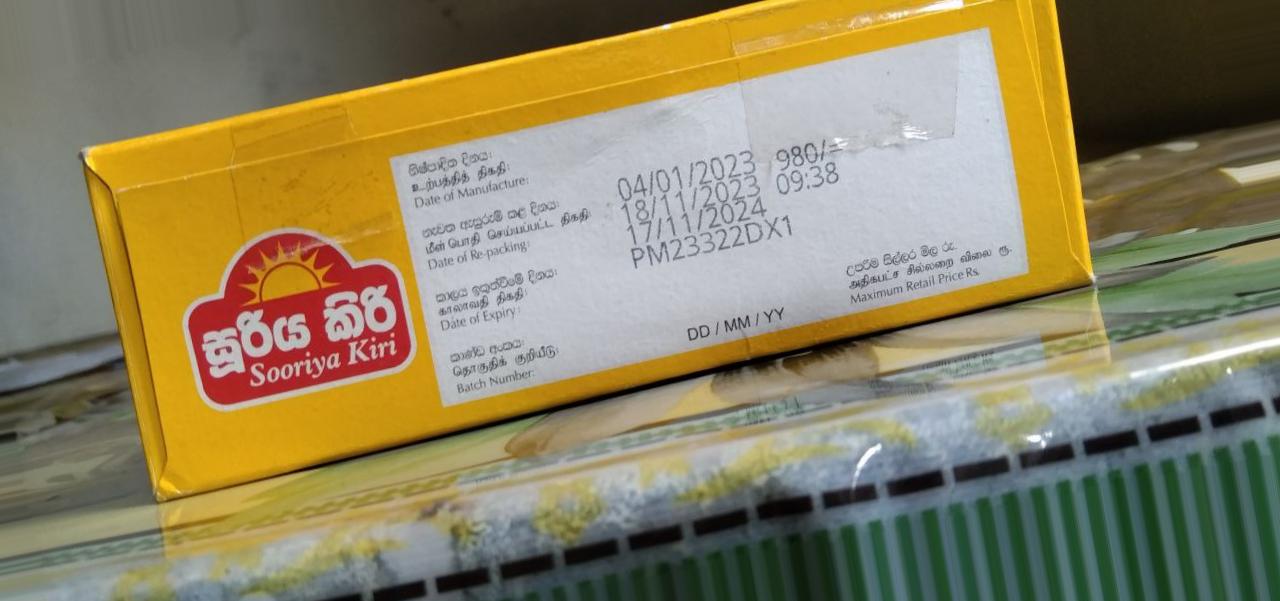 සූරිය කිරි
Sooriya Kiri
නිෂ්පාදිත දිනය:
உற்பத்தித் திகதி:
Date of Manufacture:
නැවත ඇසුරුම් කළ දිනය:
மீள் பொதி செய்யப்பட்ட திகதி:
Date of Re-packing:
කාලය ඉකුත්වීමේ දිනය:
காலாவதி திகதி:
Date of Expiry:
කාණ්ඩ අංකය:
தொகுதிக் குறியீடு:
Batch Number:
04/01/2023 980/=
18/11/2023 09:38
17/11/2024
PM23322DX1
DD / MM / YY
උපරිම සිල්ලර මිල රු.
அதிகபட்ச சில்லறை விலை ரூ.
Maximum Retail Price Rs.